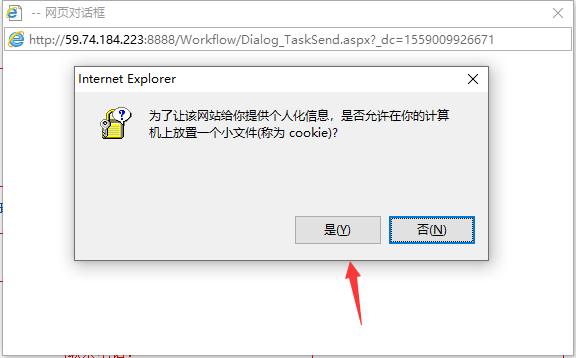 -- 网页对话框
http://59.74.184.223:8888/Workflow/Dialog_TaskSend.aspx?_dc=1559009926671
Internet Explorer
为了让该网站给你提供个人化信息，是否允许在你的计算
机上放置一个小文件(称为 cookie)?
是(Y)
否(N)